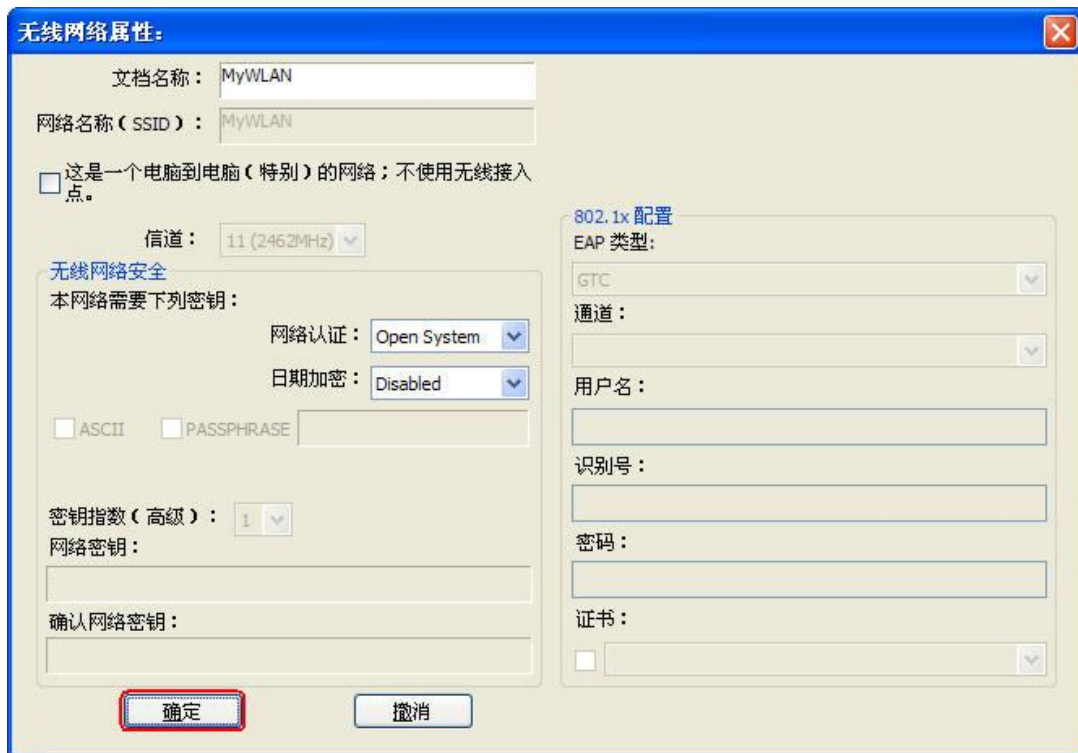 无线网络属性:
文档名称： MyWLAN
网络名称(SSID)： MyWLAN
这是一个电脑到电脑(特别)的网络；不使用无线接入
点。
信道： 11 (2462MHz)
无线网络安全
本网络需要下列密钥：
网络认证： Open System
日期加密： Disabled
ASCII PASSPHRASE
密钥指数(高级)： 1
网络密钥：
确认网络密钥：
802.1x 配置
EAP 类型:
GTC
通道：
用户名：
识别号：
密码：
证书：
确定 撤消